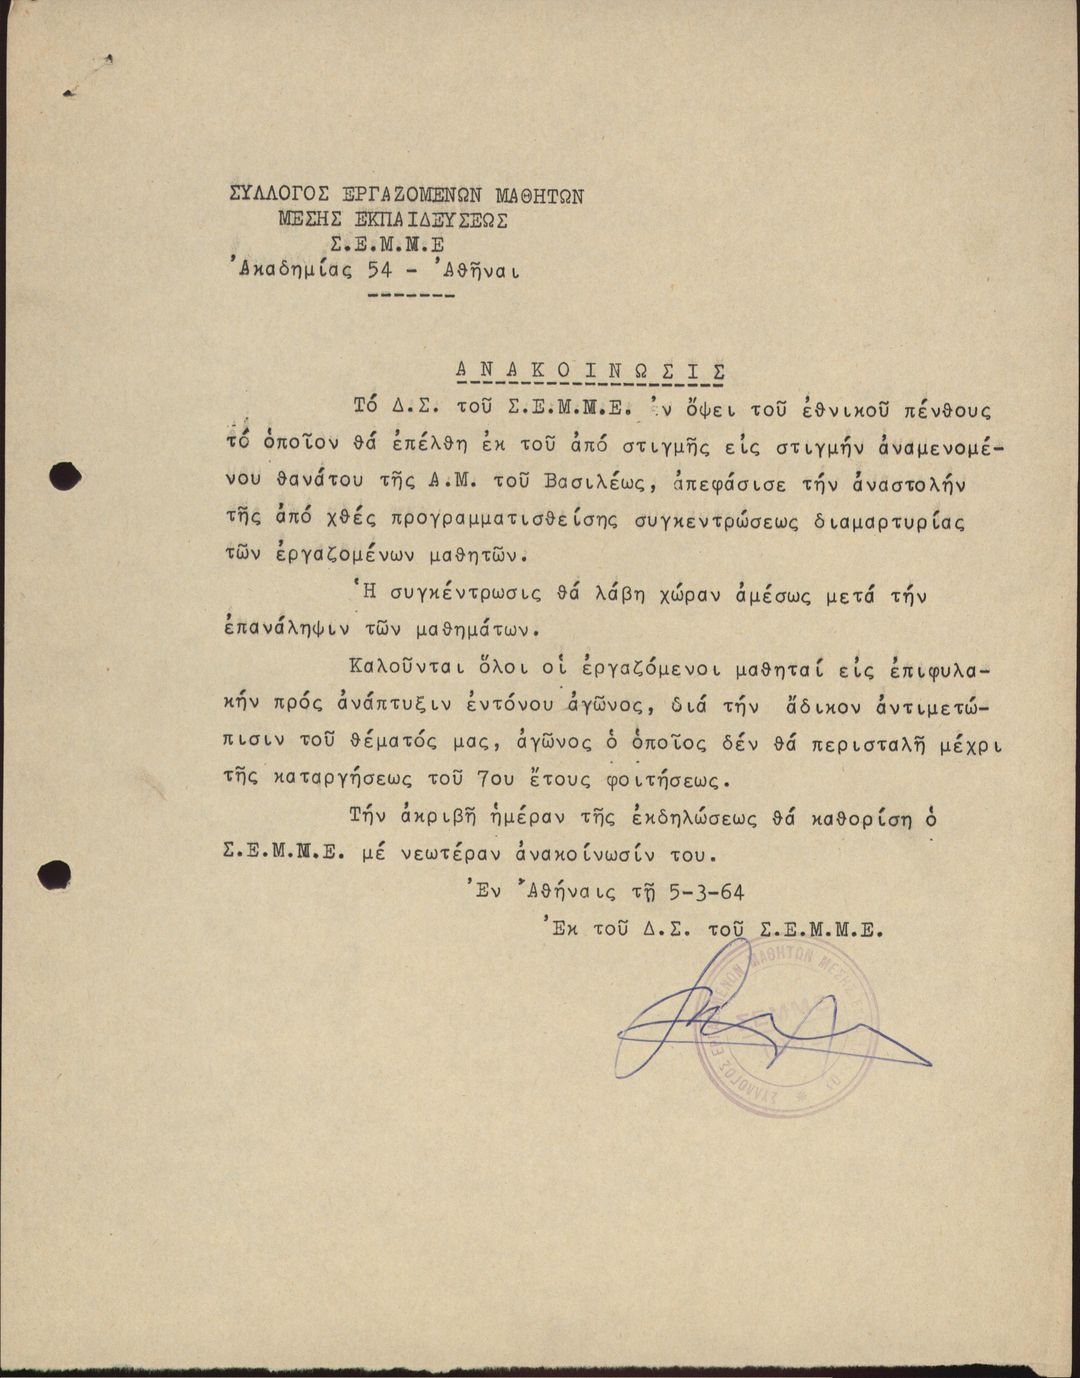 ΣΥΛΛΟΓΟΣ ΕΡΓΑΖΟΜΕΝΩΝ ΜΑΘΗΤΩΝ
ΜΕΣΗΣ ΕΚΠΑΙΔΕΥΣΕΩΣ
Σ.Ε.Μ.Μ.Ε
Ἀκαδημίας 54 - Ἀθῆναι
ΑΝΑΚΟΙΝΩΣΙΣ
Τό Δ.Σ. τοῦ Σ.Ε.Μ.Μ.Ε. ἐν ὄψει τοῦ ἐθνικοῦ πένθους
τό ὁποῖον θά ἐπέλθη ἐκ τοῦ ἀπό στιγμῆς εἰς στιγμήν ἀναμενομέ-
νου θανάτου τῆς Α.Μ. τοῦ Βασιλέως, ἀπεφάσισε τήν ἀναστολήν
τῆς ἀπό χθές προγραμματισθείσης συγκεντρώσεως διαμαρτυρίας
τῶν ἐργαζομένων μαθητῶν.
Ἡ συγκέντρωσις θά λάβη χώραν ἀμέσως μετά τήν
ἐπανάληψιν τῶν μαθημάτων.
Καλοῦνται ὅλοι οἱ ἐργαζόμενοι μαθηταί εἰς ἐπιφυλα-
κήν πρός ἀνάπτυξιν ἐντόνου ἀγῶνος, διά τήν ἄδικον ἀντιμετώ-
πισιν τοῦ θέματός μας, ἀγῶνος ὁ ὁποῖος δέν θά περισταλῆ μέχρι
τῆς καταργήσεως τοῦ 7ου ἔτους φοιτήσεως.
Τήν ἀκριβῆ ἡμέραν τῆς ἐκδηλώσεως θά καθορίση ὁ
Σ.Ε.Μ.Μ.Ε. μέ νεωτέραν ἀνακοίνωσίν του.
Ἐν Ἀθήναις τῇ 5-3-64
Ἐκ τοῦ Δ.Σ. τοῦ Σ.Ε.Μ.Μ.Ε.
ΣΥΛΛΟΓΟΣ ΜΑΘΗΤΩΝ ΜΕΣΗΣ